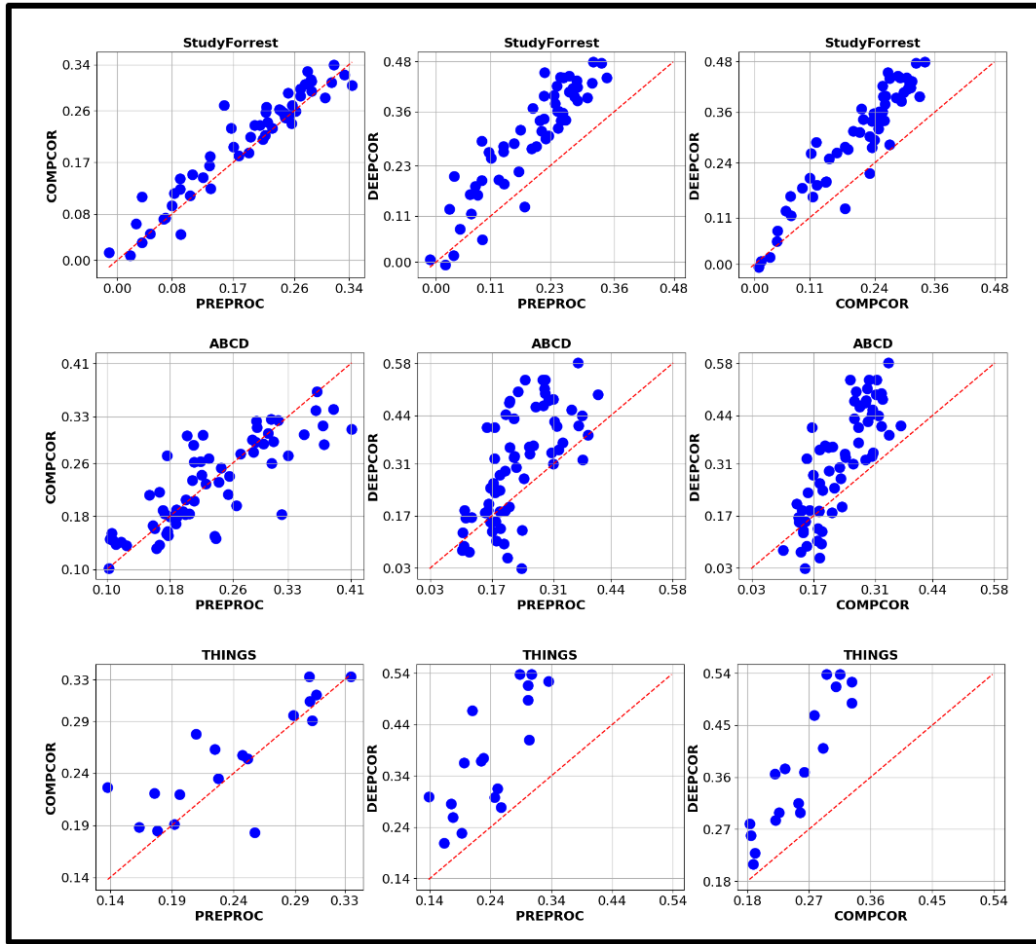 StudyForrest
0.34
0.26
0.17
0.08
0.00
COMPCOR
0.00 0.08 0.17 0.26 0.34
PREPROC
StudyForrest
0.48
0.36
0.23
0.11
0.00
DEEPCOR
0.00 0.11 0.23 0.36 0.48
PREPROC
StudyForrest
0.48
0.36
0.24
0.11
0.00
DEEPCOR
0.00 0.11 0.24 0.36 0.48
COMPCOR
ABCD
0.41
0.33
0.26
0.18
0.10
COMPCOR
0.10 0.18 0.26 0.33 0.41
PREPROC
ABCD
0.58
0.44
0.31
0.17
0.03
DEEPCOR
0.03 0.17 0.31 0.44 0.58
PREPROC
ABCD
0.58
0.44
0.31
0.17
0.03
DEEPCOR
0.03 0.17 0.31 0.44 0.58
COMPCOR
THINGS
0.33
0.29
0.24
0.19
0.14
COMPCOR
0.14 0.19 0.24 0.29 0.33
PREPROC
THINGS
0.54
0.44
0.34
0.24
0.14
DEEPCOR
0.14 0.24 0.34 0.44 0.54
PREPROC
THINGS
0.54
0.45
0.36
0.27
0.18
DEEPCOR
0.18 0.27 0.36 0.45 0.54
COMPCOR